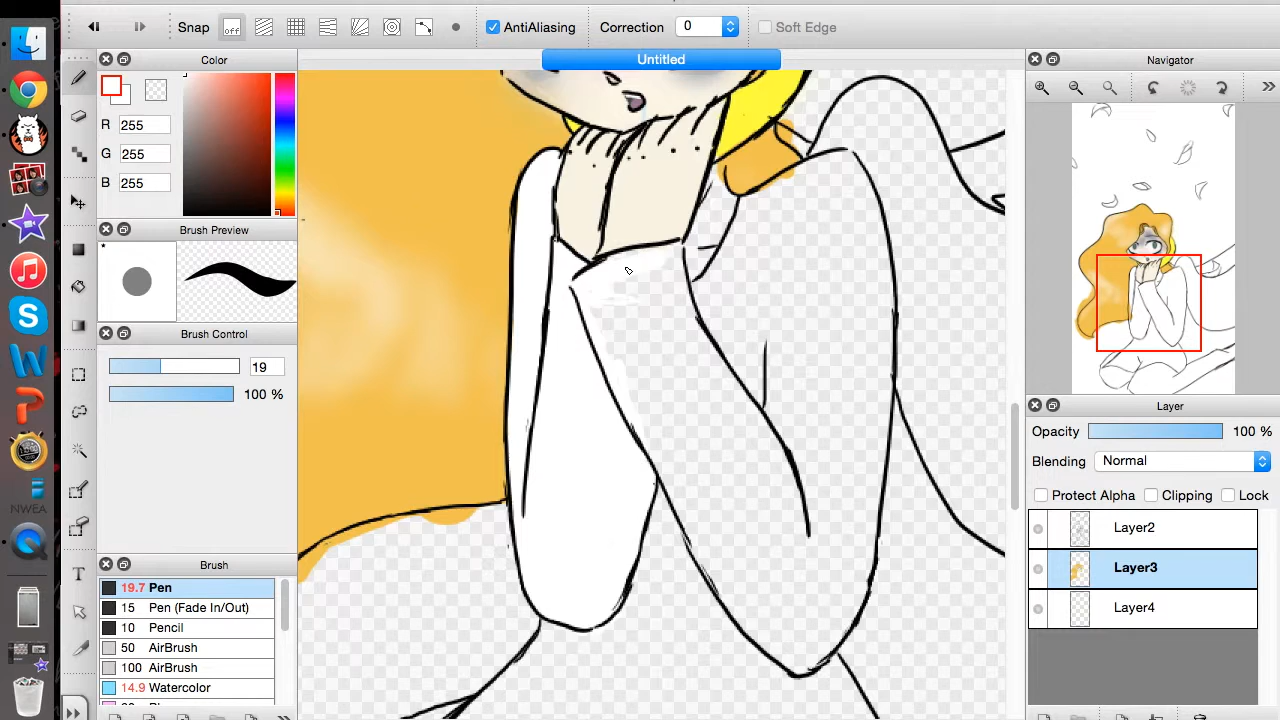 Snap off AntiAliasing Correction 0 Soft Edge
Color Untitled Navigator
R 255
G 255
B 255
Brush Preview
Brush Control
19
100 %
Layer
Opacity 100 %
Blending Normal
Protect Alpha Clipping Lock
Layer2
Layer3
Layer4
Brush
19.7 Pen
15 Pen (Fade In/Out)
10 Pencil
50 AirBrush
100 AirBrush
14.9 Watercolor
NWEA
T